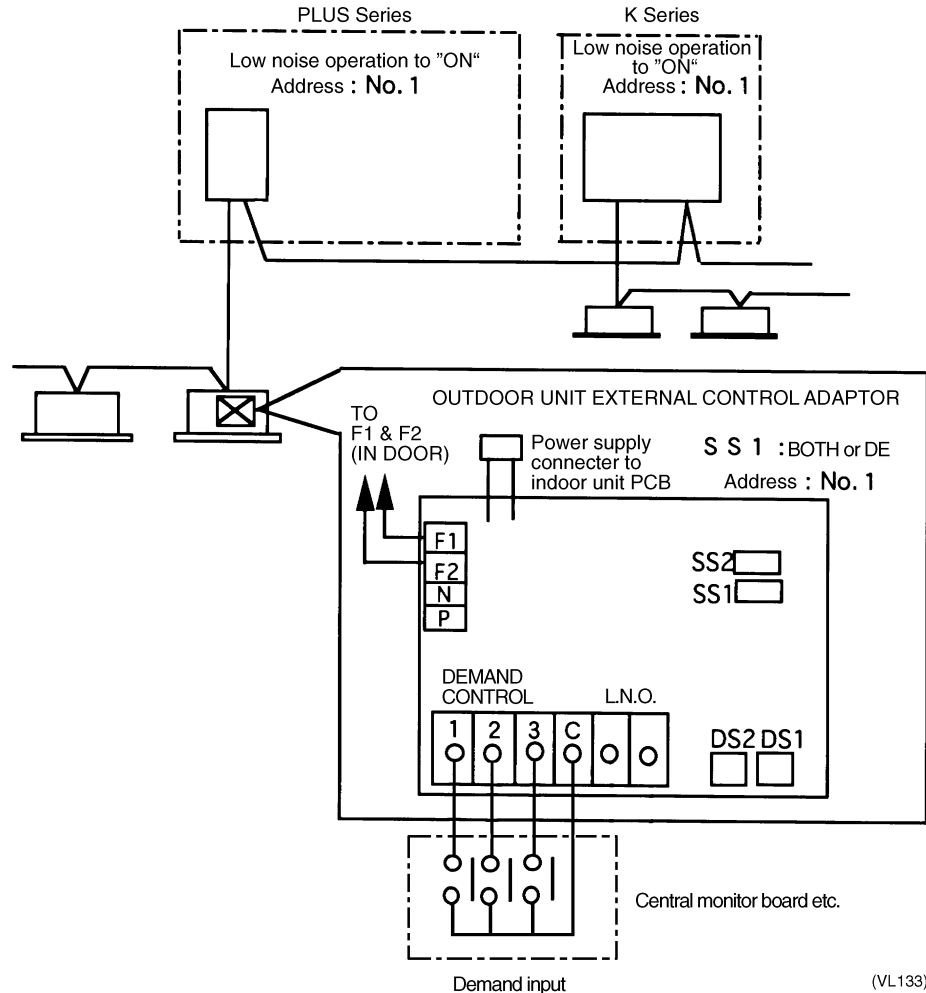 PLUS Series
K Series
Low noise operation to ”ON“
Address : No. 1
Low noise operation
to ”ON“
Address : No. 1
OUTDOOR UNIT EXTERNAL CONTROL ADAPTOR
TO
F1 & F2
(IN DOOR)
Power supply
connecter to
indoor unit PCB
S S 1 : BOTH or DE
Address : No. 1
F1
F2
N
P
SS2
SS1
DEMAND
CONTROL
L.N.O.
1 2 3 C
DS2 DS1
Central monitor board etc.
Demand input
(VL133)